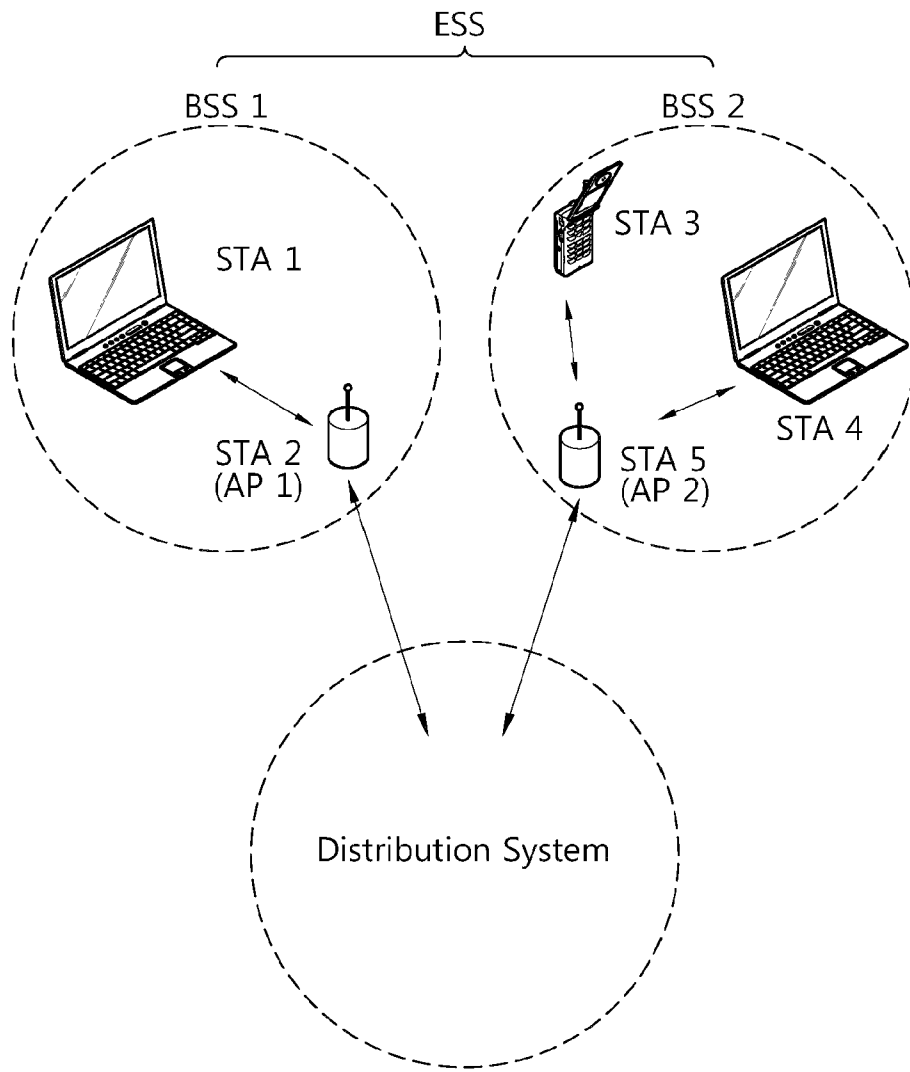 ESS
BSS 1
BSS 2
STA 1
STA 2
(AP 1)
STA 3
STA 4
STA 5
(AP 2)
Distribution System